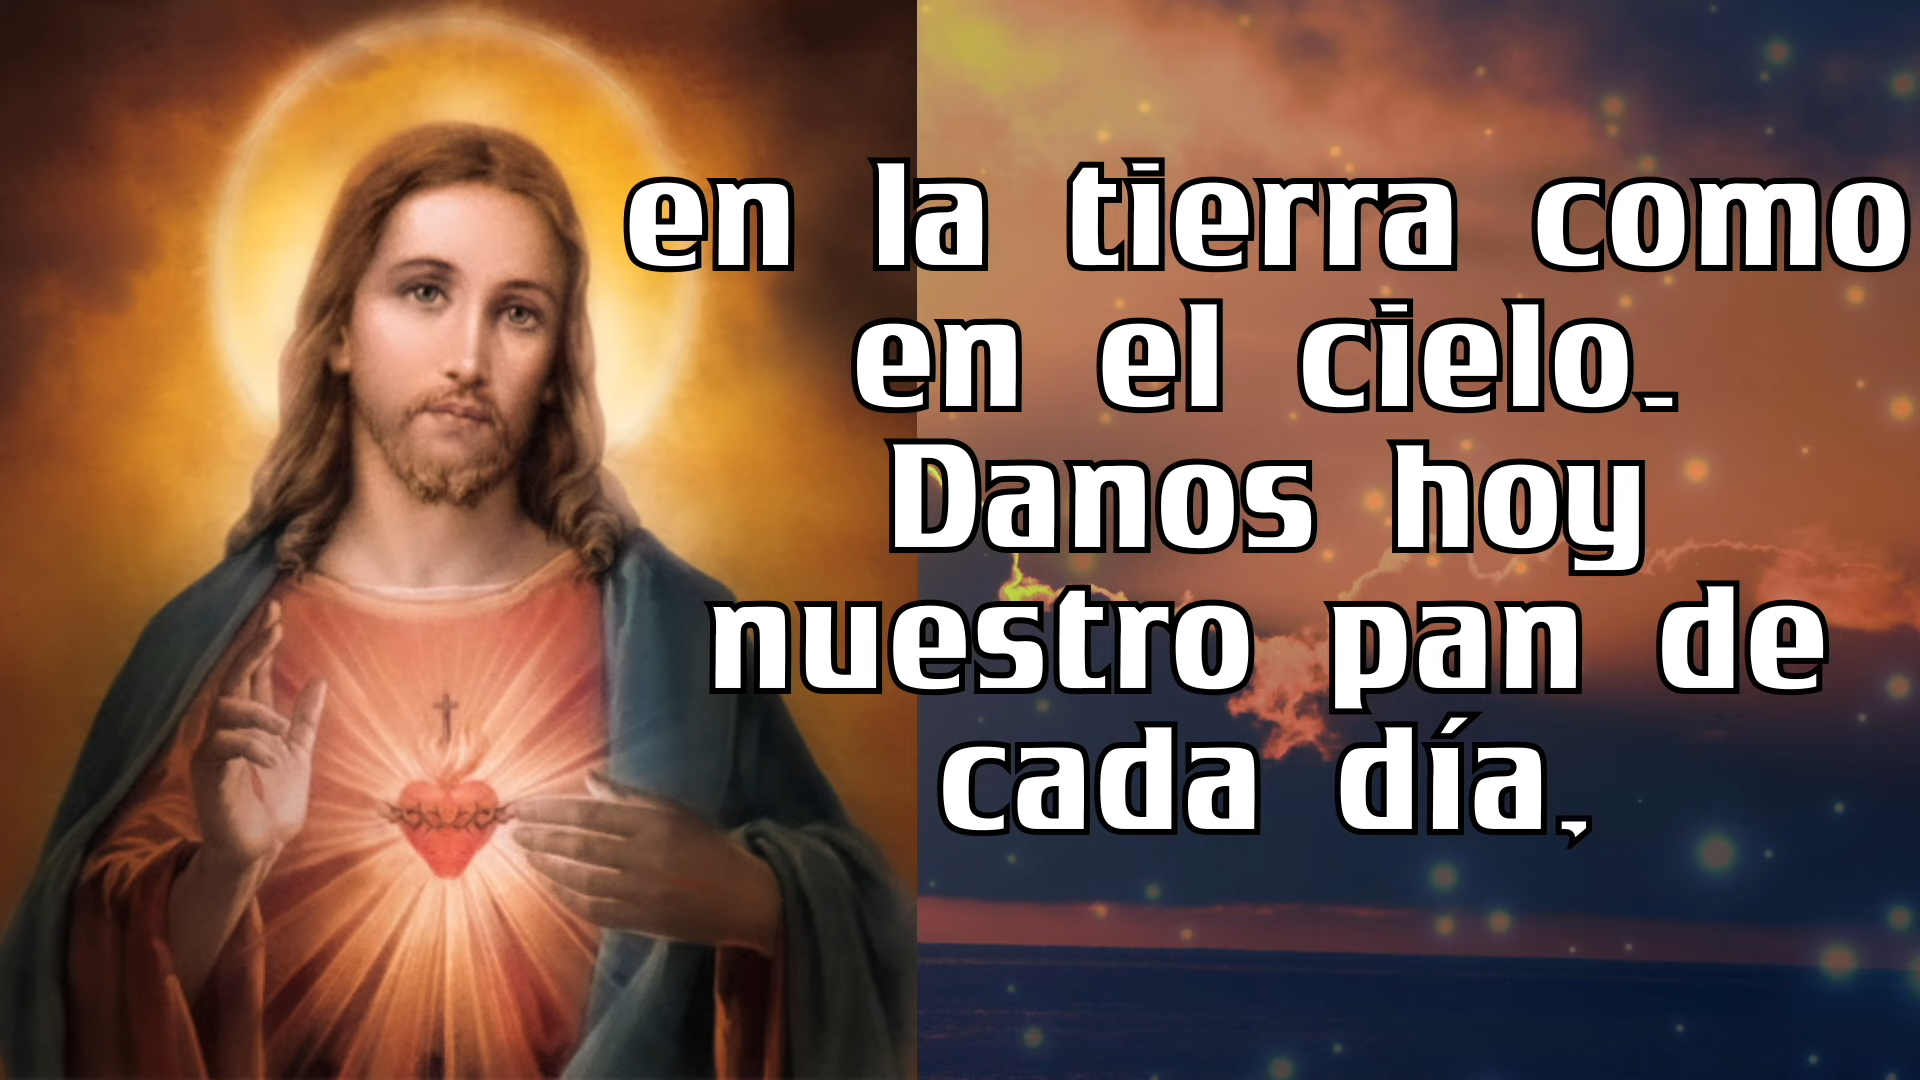 en la tierra como
en el cielo.
Danos hoy
nuestro pan de
cada día,